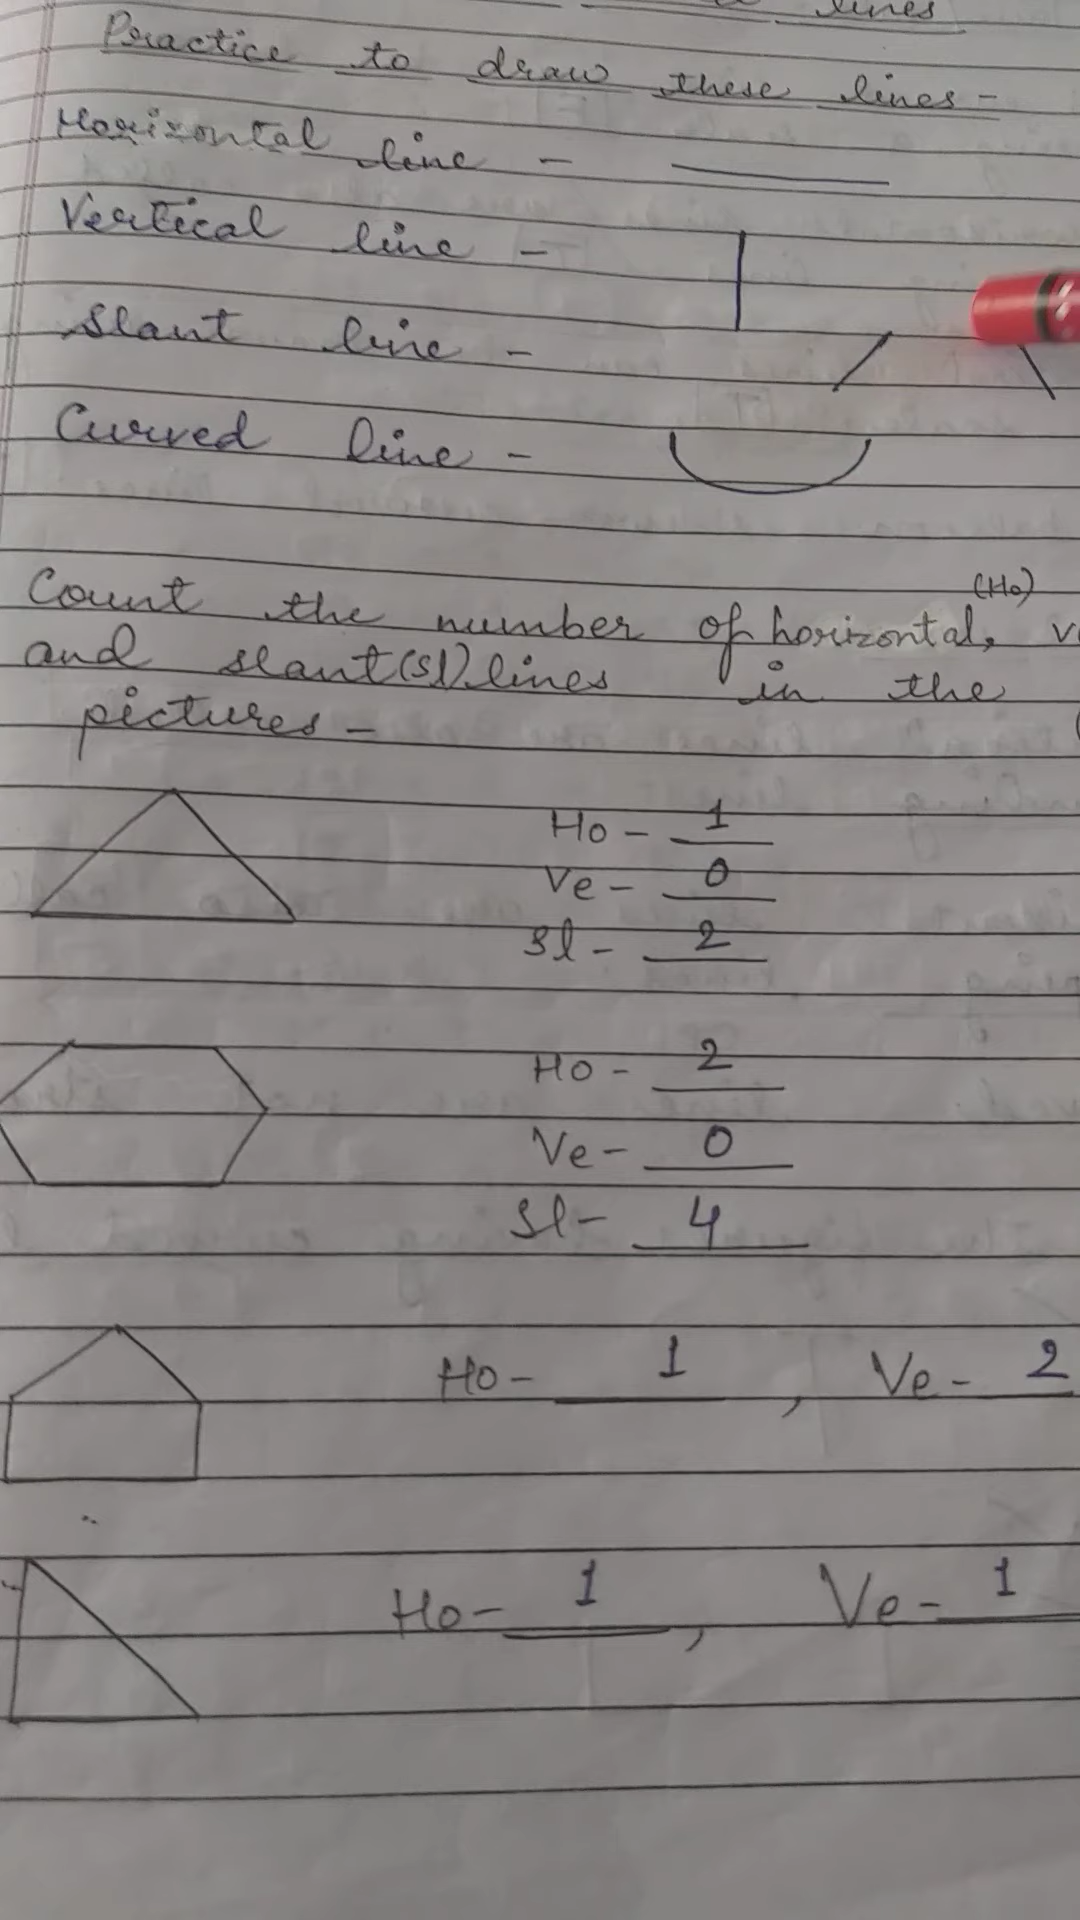 lines
Practice to draw these lines -
Horizontal line -
Vertical line -
Slant line -
Curved line -
(Ho)
Count the number of horizontal,
and slant(sl) lines in the
pictures -
Ho - 1
Ve - 0
Sl - 2
Ho - 2
Ve - 0
Sl - 4
Ho - 1, Ve - 2
Ho - 1, Ve - 1